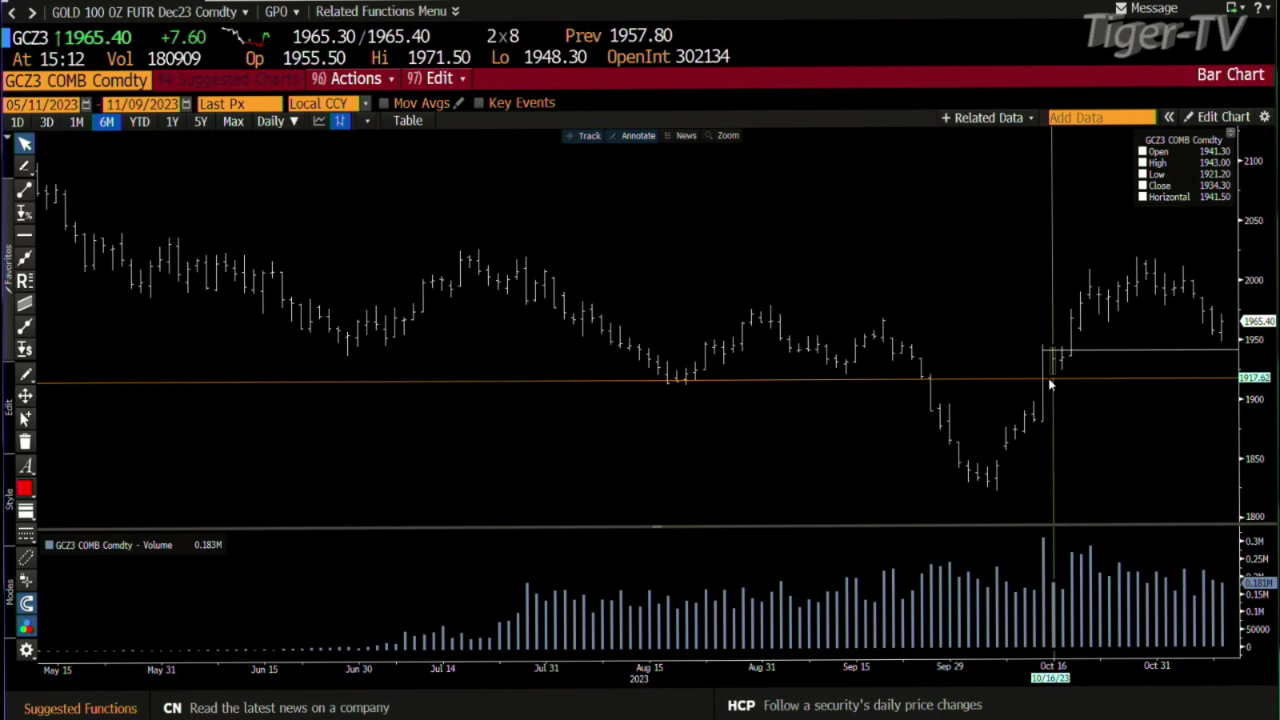 GOLD 100 OZ FUTR Dec23 Comdty GPO Related Functions Menu Message
Tiger-TV
GCZ3 ↑1965.40 +7.60 1965.30/1965.40 2x8 Prev 1957.80
At 15:12 Vol 180909 Op 1955.50 Hi 1971.50 Lo 1948.30 OpenInt 302134
GCZ3 COMB Comdty Suggested Charts 96) Actions 97) Edit Bar Chart
05/11/2023 - 11/09/2023 Last Px Local CCY Mov Avgs Key Events
1D 3D 1M 6M YTD 1Y 5Y Max Daily ▼ Table + Related Data Add Data « Edit Chart
Track Annotate News Zoom
GCZ3 COMB Comdty
Open 1941.30
High 1943.00
Low 1921.20
Close 1934.30
Horizontal 1941.50
2100
2050
2000
1965.40
1950
1917.62
1900
1850
1800
Favorites
Edit
Style
Modes
GCZ3 COMB Comdty - Volume 0.183M
0.3M
0.25M
0.181M
0.15M
0.1M
50000
0
May 15 May 31 Jun 15 Jun 30 Jul 14 Jul 31 Aug 15 Aug 31 Sep 15 Sep 29 Oct 16 Oct 31
2023
10/16/23
Suggested Functions CN Read the latest news on a company HCP Follow a security's daily price changes